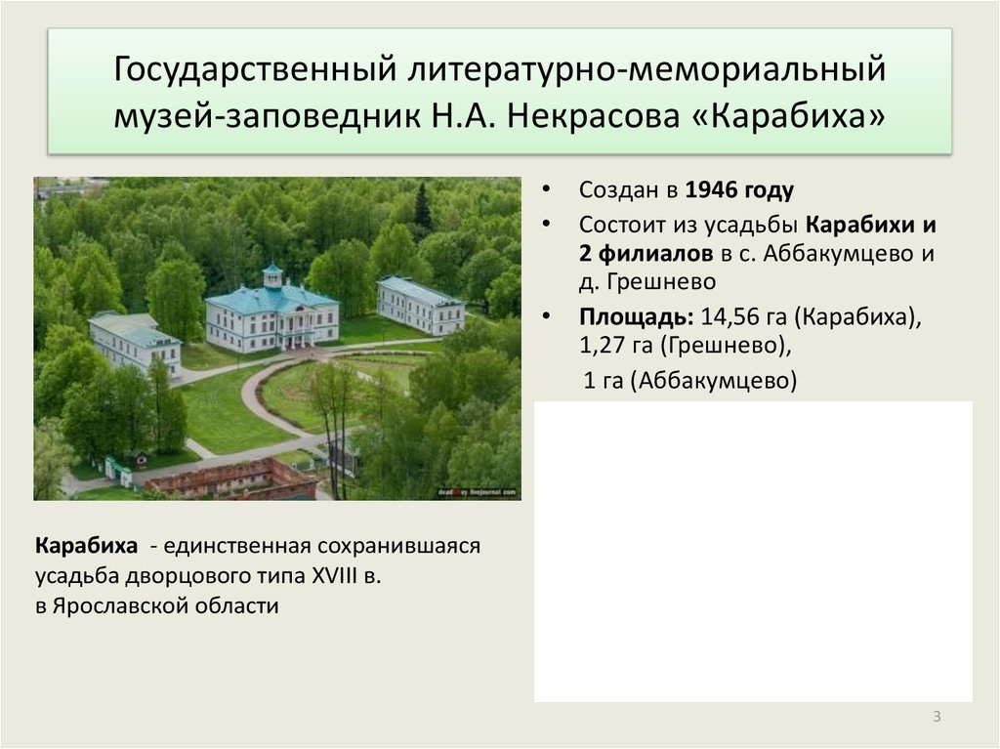 Государственный литературно-мемориальный
музей-заповедник Н.А. Некрасова «Карабиха»
• Создан в 1946 году
• Состоит из усадьбы Карабихи и
2 филиалов в с. Аббакумцево и
д. Грешнево
• Площадь: 14,56 га (Карабиха),
1,27 га (Грешнево),
1 га (Аббакумцево)
Карабиха - единственная сохранившаяся
усадьба дворцового типа XVIII в.
в Ярославской области
3